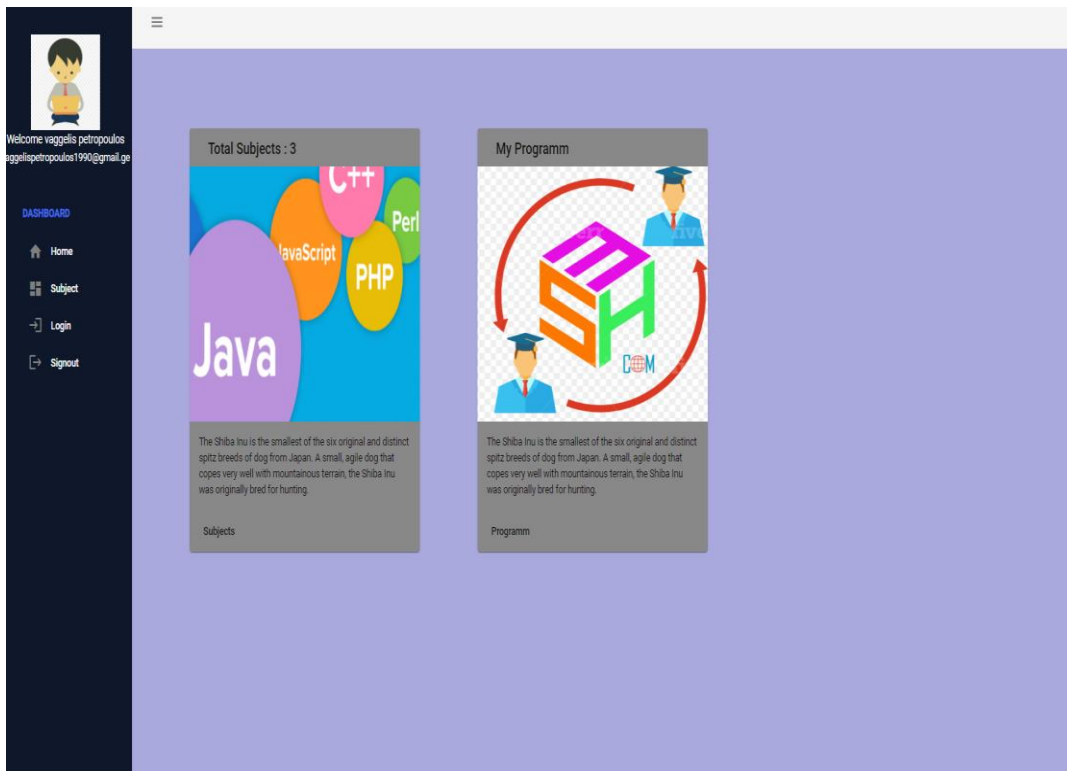 Welcome vaggelis petropoulos
aggelispetropoulos1990@gmail.ge
DASHBOARD
Home
Subject
Login
Signout
Total Subjects : 3
C++
Perl
JavaScript
PHP
Java
The Shiba Inu is the smallest of the six original and distinct
spitz breeds of dog from Japan. A small, agile dog that
copes very well with mountainous terrain, the Shiba Inu
was originally bred for hunting.
Subjects
My Programm
MSH
COM
The Shiba Inu is the smallest of the six original and distinct
spitz breeds of dog from Japan. A small, agile dog that
copes very well with mountainous terrain, the Shiba Inu
was originally bred for hunting.
Programm